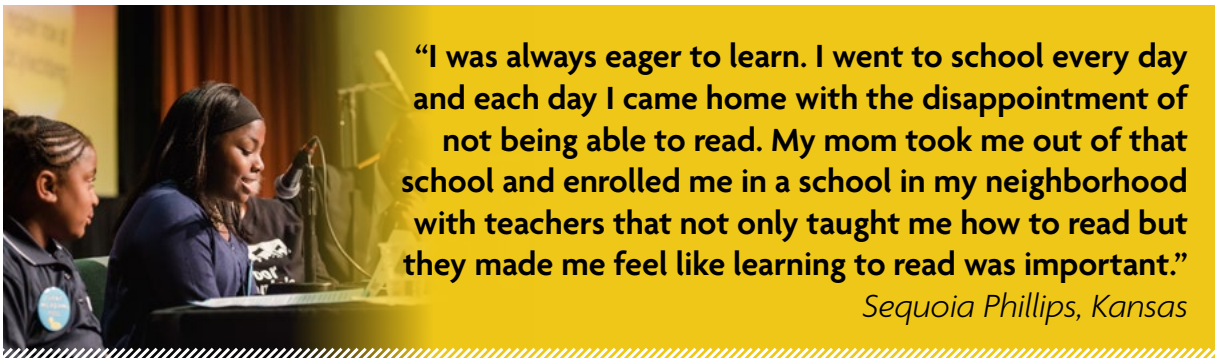 “I was always eager to learn. I went to school every day
and each day I came home with the disappointment of
not being able to read. My mom took me out of that
school and enrolled me in a school in my neighborhood
with teachers that not only taught me how to read but
they made me feel like learning to read was important.”
Sequoia Phillips, Kansas